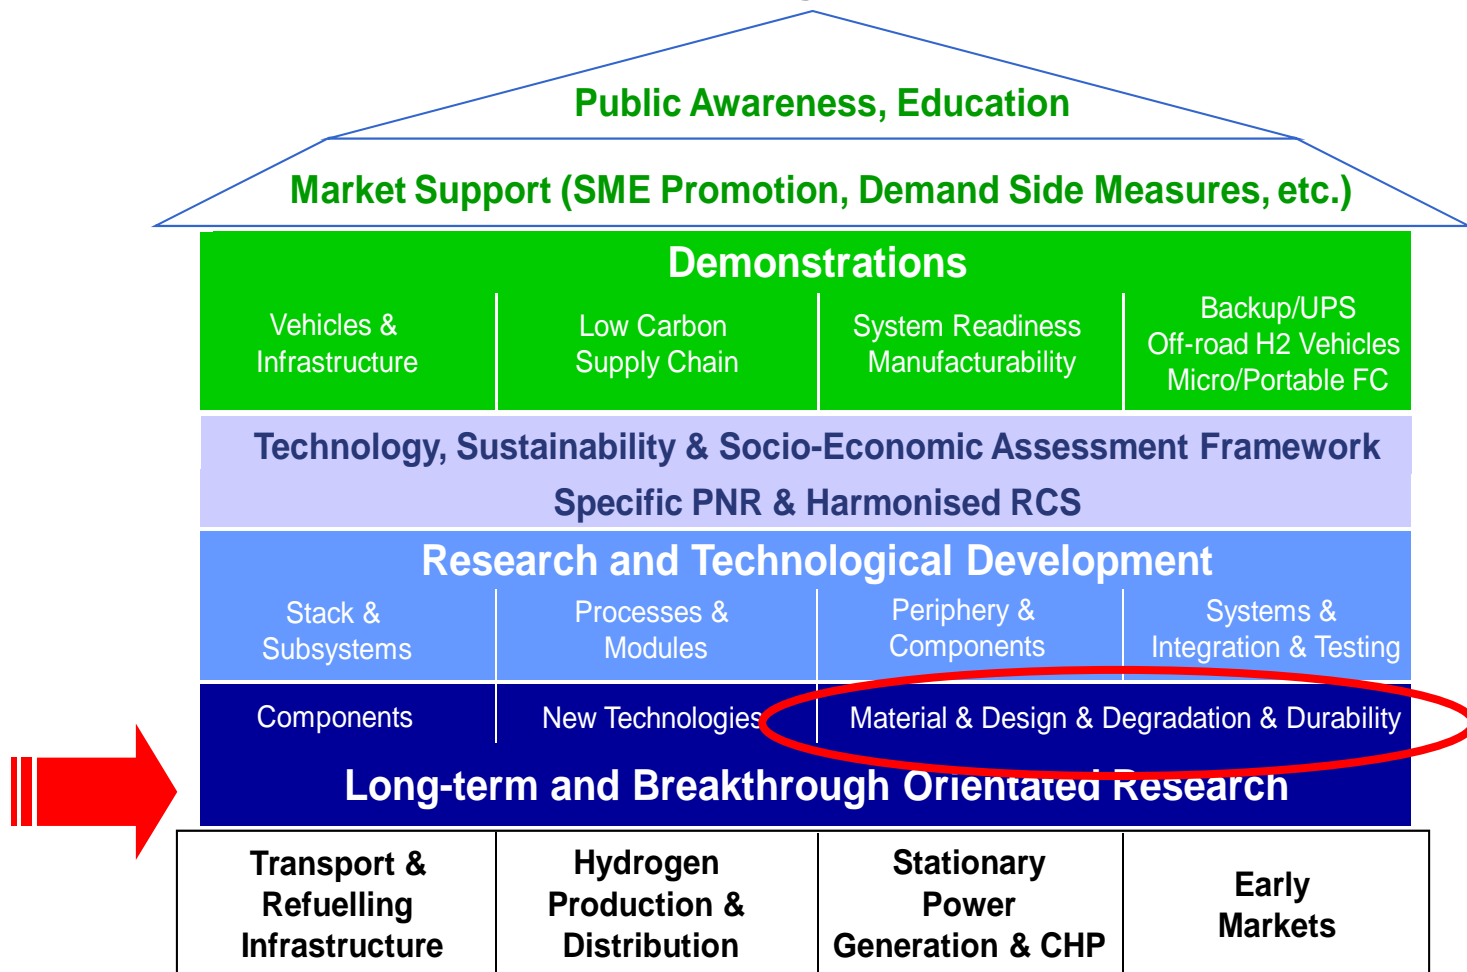 Public Awareness, Education
Market Support (SME Promotion, Demand Side Measures, etc.)
Demonstrations
Vehicles &
Infrastructure
Low Carbon
Supply Chain
System Readiness
Manufacturability
Backup/UPS
Off-road H2 Vehicles
Micro/Portable FC
Technology, Sustainability & Socio-Economic Assessment Framework
Specific PNR & Harmonised RCS
Research and Technological Development
Stack &
Subsystems
Processes &
Modules
Periphery &
Components
Systems &
Integration & Testing
Components
New Technologies
Material & Design & Degradation & Durability
Long-term and Breakthrough Orientated Research
Transport &
Refuelling
Infrastructure
Hydrogen
Production &
Distribution
Stationary
Power
Generation & CHP
Early
Markets